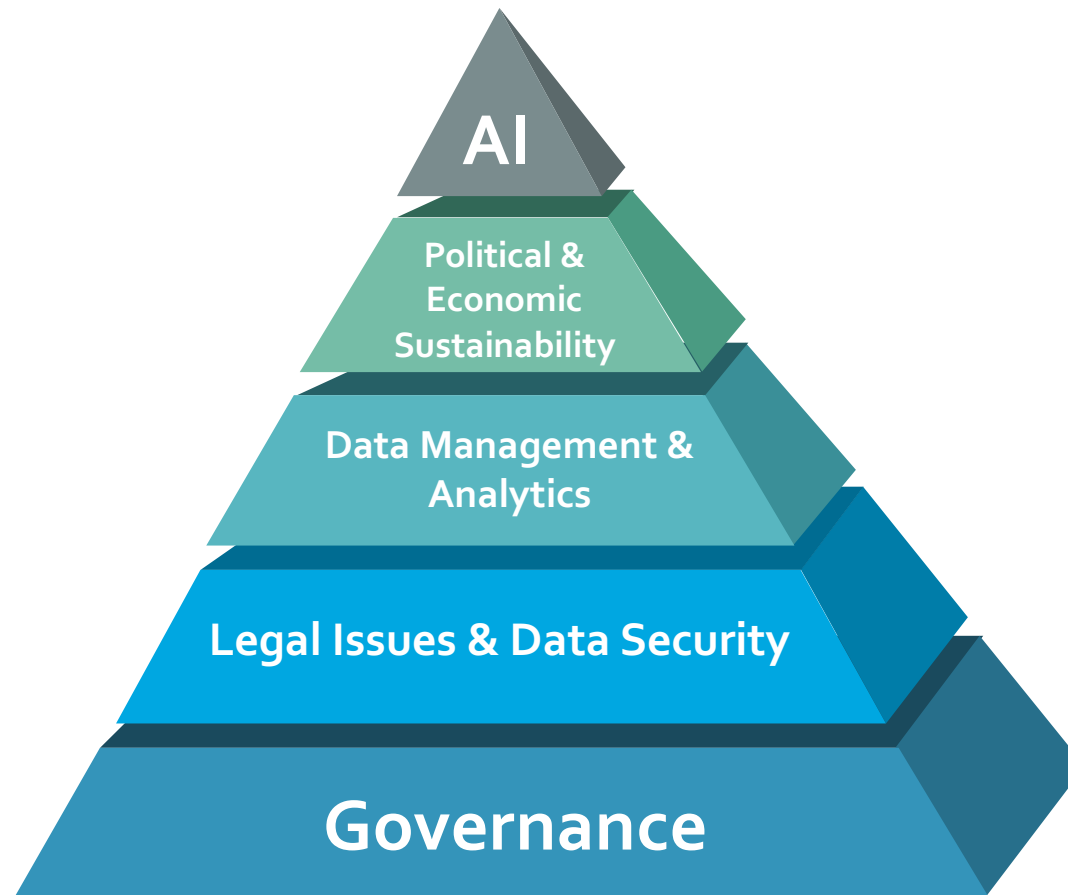 AI
Political &
Economic
Sustainability
Data Management &
Analytics
Legal Issues & Data Security
Governance